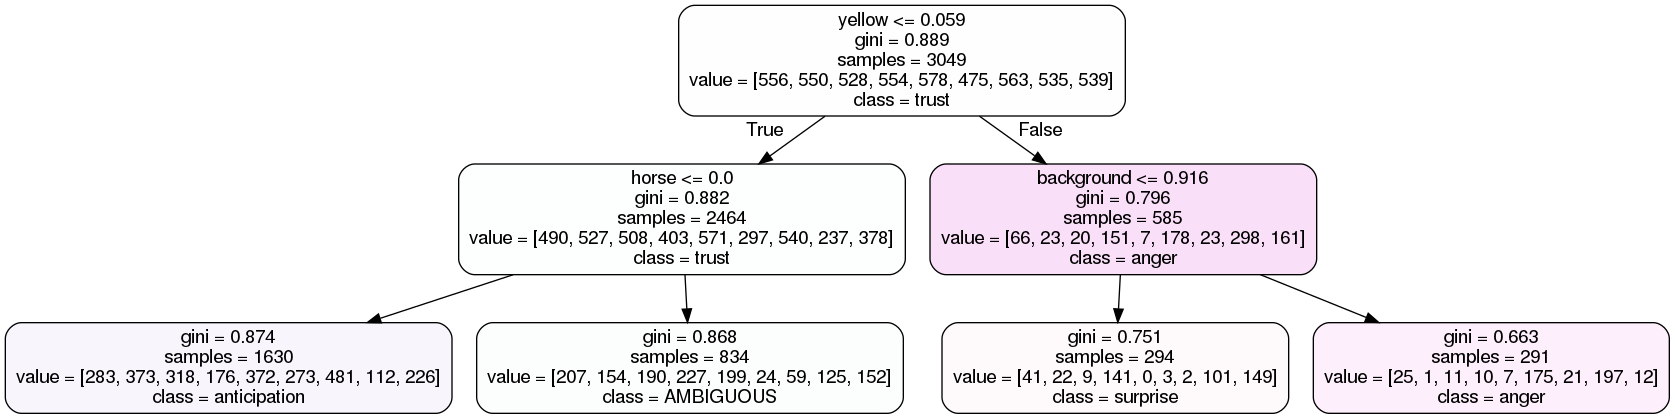 yellow <= 0.059
gini = 0.889
samples = 3049
value = [556, 550, 528, 554, 578, 475, 563, 535, 539]
class = trust
True
False
horse <= 0.0
gini = 0.882
samples = 2464
value = [490, 527, 508, 403, 571, 297, 540, 237, 378]
class = trust
background <= 0.916
gini = 0.796
samples = 585
value = [66, 23, 20, 151, 7, 178, 23, 298, 161]
class = anger
gini = 0.874
samples = 1630
value = [283, 373, 318, 176, 372, 273, 481, 112, 226]
class = anticipation
gini = 0.868
samples = 834
value = [207, 154, 190, 227, 199, 24, 59, 125, 152]
class = AMBIGUOUS
gini = 0.751
samples = 294
value = [41, 22, 9, 141, 0, 3, 2, 101, 149]
class = surprise
gini = 0.663
samples = 291
value = [25, 1, 11, 10, 7, 175, 21, 197, 12]
class = anger